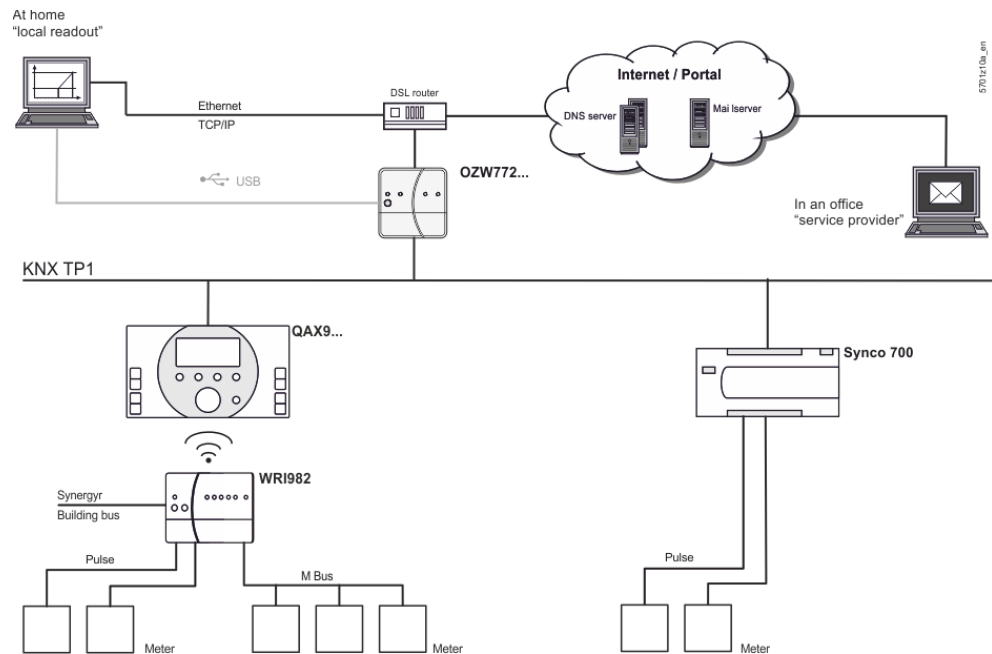 At home
“local readout”
5701z10a_en
Ethernet
TCP/IP
DSL router
Internet / Portal
DNS server
Mai lserver
USB
OZW772...
In an office
“service provider”
KNX TP1
QAX9...
Synco 700
WRI982
Synergyr
Building bus
Pulse
M Bus
Pulse
Meter
Meter
Meter